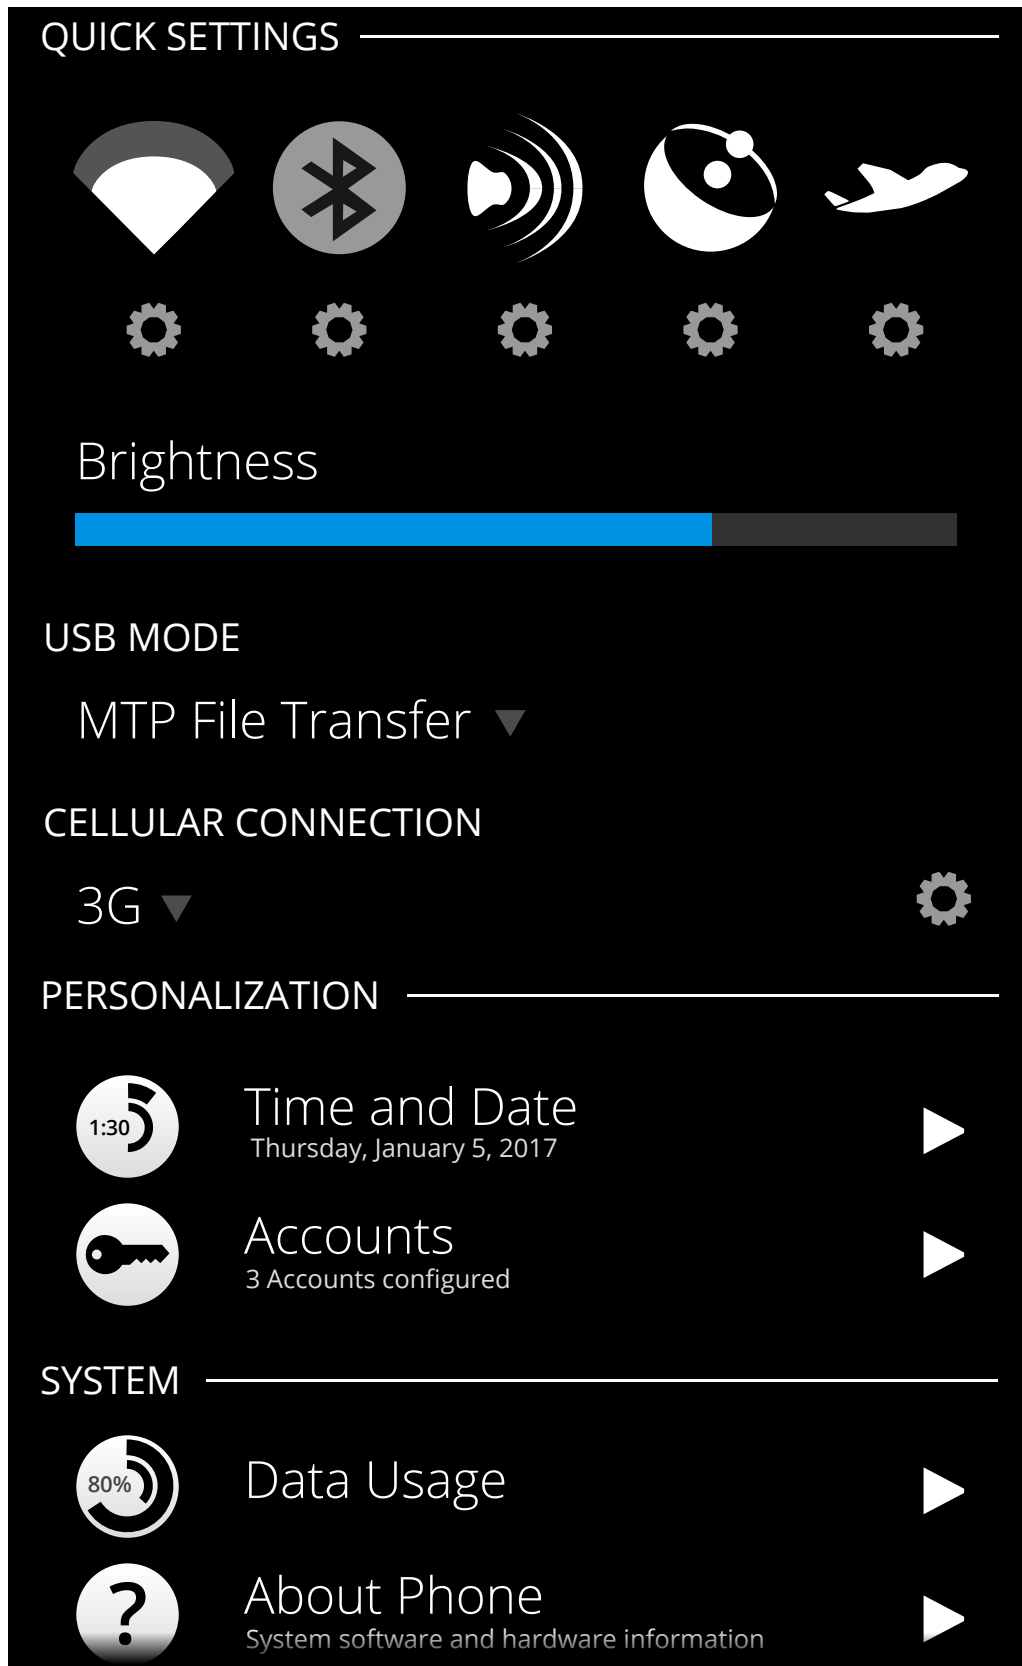 QUICK SETTINGS
Brightness
USB MODE
MTP File Transfer
CELLULAR CONNECTION
3G
PERSONALIZATION
1:30
Time and Date
Thursday, January 5, 2017
Accounts
3 Accounts configured
SYSTEM
80%
Data Usage
?
About Phone
System software and hardware information